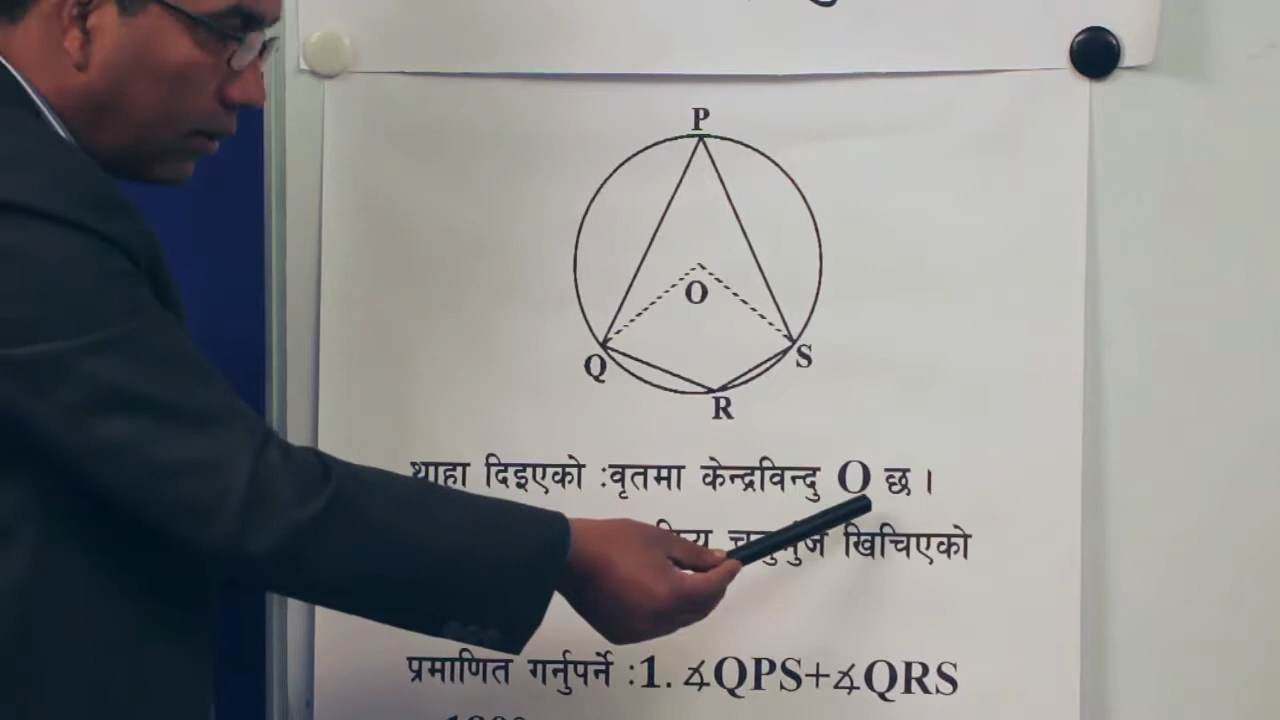 P
O
Q
S
R
थाहा दिइएको :वृतमा केन्द्रविन्दु O छ ।
खिचिएको
प्रमाणित गर्नुपर्ने :1. ∡QPS+∡QRS